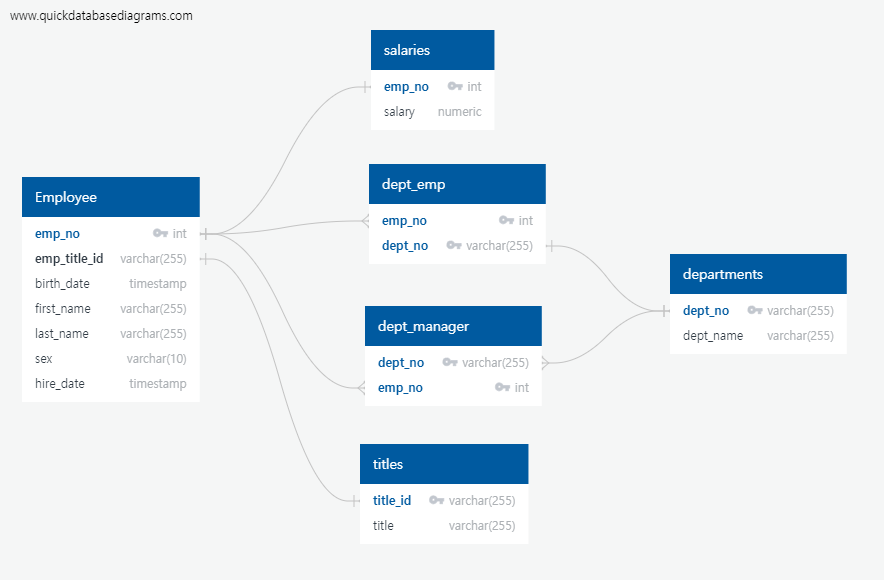 www.quickdatabasediagrams.com
salaries
emp_no int
salary numeric
dept_emp
emp_no int
dept_no varchar(255)
Employee
emp_no int
emp_title_id varchar(255)
birth_date timestamp
first_name varchar(255)
last_name varchar(255)
sex varchar(10)
hire_date timestamp
departments
dept_no varchar(255)
dept_name varchar(255)
dept_manager
dept_no varchar(255)
emp_no int
titles
title_id varchar(255)
title varchar(255)